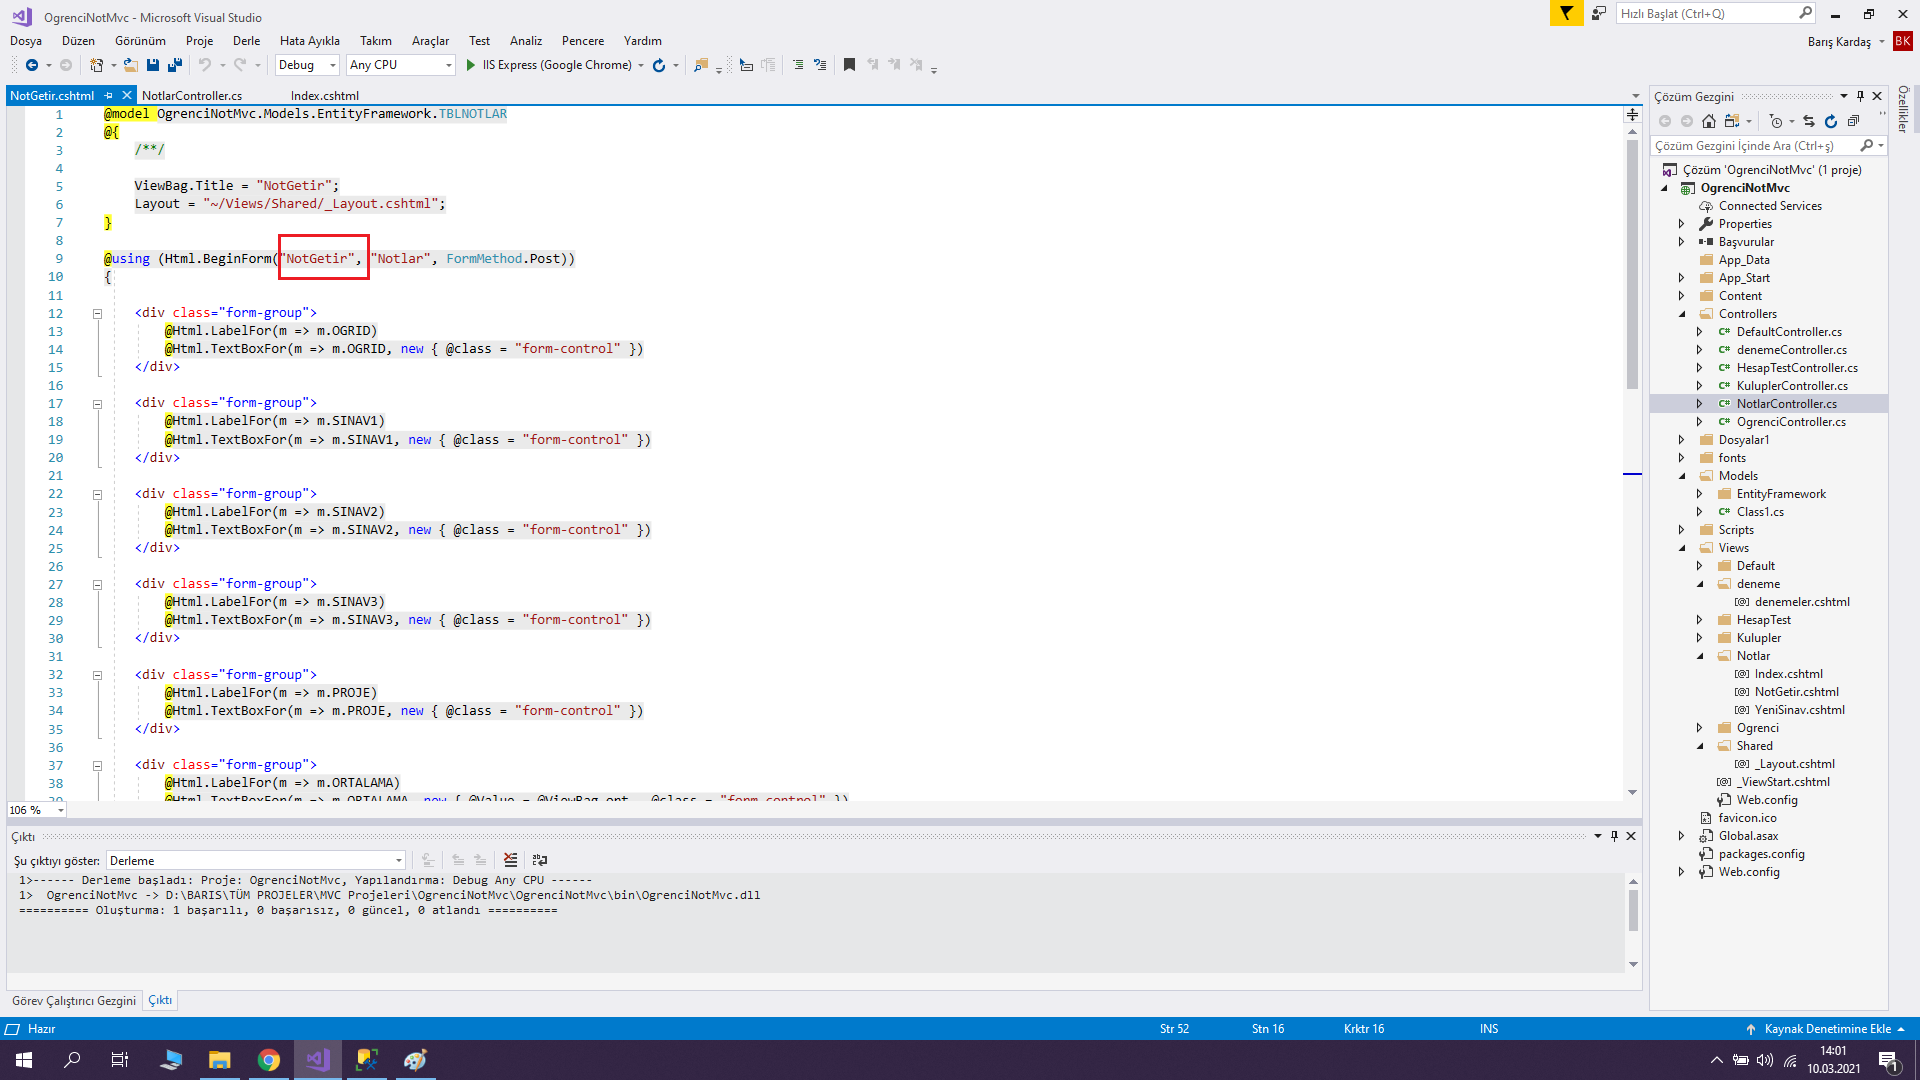 OgrenciNotMvc - Microsoft Visual Studio
Hızlı Başlat (Ctrl+Q)
Dosya Düzen Görünüm Proje Derle Hata Ayıkla Takım Araçlar Test Analiz Pencere Yardım
Barış Kardaş BK
Debug Any CPU IIS Express (Google Chrome)
NotGetir.cshtml NotlarController.cs Index.cshtml
1 @model OgrenciNotMvc.Models.EntityFramework.TBLNOTLAR
2 @{
3 /**/
4
5 ViewBag.Title = "NotGetir";
6 Layout = "~/Views/Shared/_Layout.cshtml";
7 }
8
9 @using (Html.BeginForm("NotGetir", "Notlar", FormMethod.Post))
10 {
11
12 <div class="form-group">
13 @Html.LabelFor(m => m.OGRID)
14 @Html.TextBoxFor(m => m.OGRID, new { @class = "form-control" })
15 </div>
16
17 <div class="form-group">
18 @Html.LabelFor(m => m.SINAV1)
19 @Html.TextBoxFor(m => m.SINAV1, new { @class = "form-control" })
20 </div>
21
22 <div class="form-group">
23 @Html.LabelFor(m => m.SINAV2)
24 @Html.TextBoxFor(m => m.SINAV2, new { @class = "form-control" })
25 </div>
26
27 <div class="form-group">
28 @Html.LabelFor(m => m.SINAV3)
29 @Html.TextBoxFor(m => m.SINAV3, new { @class = "form-control" })
30 </div>
31
32 <div class="form-group">
33 @Html.LabelFor(m => m.PROJE)
34 @Html.TextBoxFor(m => m.PROJE, new { @class = "form-control" })
35 </div>
36
37 <div class="form-group">
38 @Html.LabelFor(m => m.ORTALAMA)
39 @Html.TextBoxFor(m => m.ORTALAMA, new { @Value = @ViewBag.ort, @class = "form-control" })
106 %
Çıktı
Şu çıktıyı göster: Derleme
1>------ Derleme başladı: Proje: OgrenciNotMvc, Yapılandırma: Debug Any CPU ------
1> OgrenciNotMvc -> D:\BARIS\TÜM PROJELER\MVC Projeleri\OgrenciNotMvc\OgrenciNotMvc\bin\OgrenciNotMvc.dll
========== Oluşturma: 1 başarılı, 0 başarısız, 0 güncel, 0 atlandı ==========
Görev Çalıştırıcı Gezgini Çıktı
Çözüm Gezgini
Çözüm Gezgini İçinde Ara (Ctrl+ş)
Çözüm 'OgrenciNotMvc' (1 proje)
OgrenciNotMvc
Connected Services
Properties
Başvurular
App_Data
App_Start
Content
Controllers
C# DefaultController.cs
C# denemeController.cs
C# HesapTestController.cs
C# KuluplerController.cs
C# NotlarController.cs
C# OgrenciController.cs
Dosyalar1
fonts
Models
EntityFramework
C# Class1.cs
Scripts
Views
Default
deneme
[@] denemeler.cshtml
HesapTest
Kulupler
Notlar
[@] Index.cshtml
[@] NotGetir.cshtml
[@] YeniSinav.cshtml
Ogrenci
Shared
[@] _Layout.cshtml
[@] _ViewStart.cshtml
Web.config
favicon.ico
Global.asax
packages.config
Web.config
Özellikler
Hazır Str 52 Stn 16 Krktr 16 INS Kaynak Denetimine Ekle
14:01
10.03.2021
1